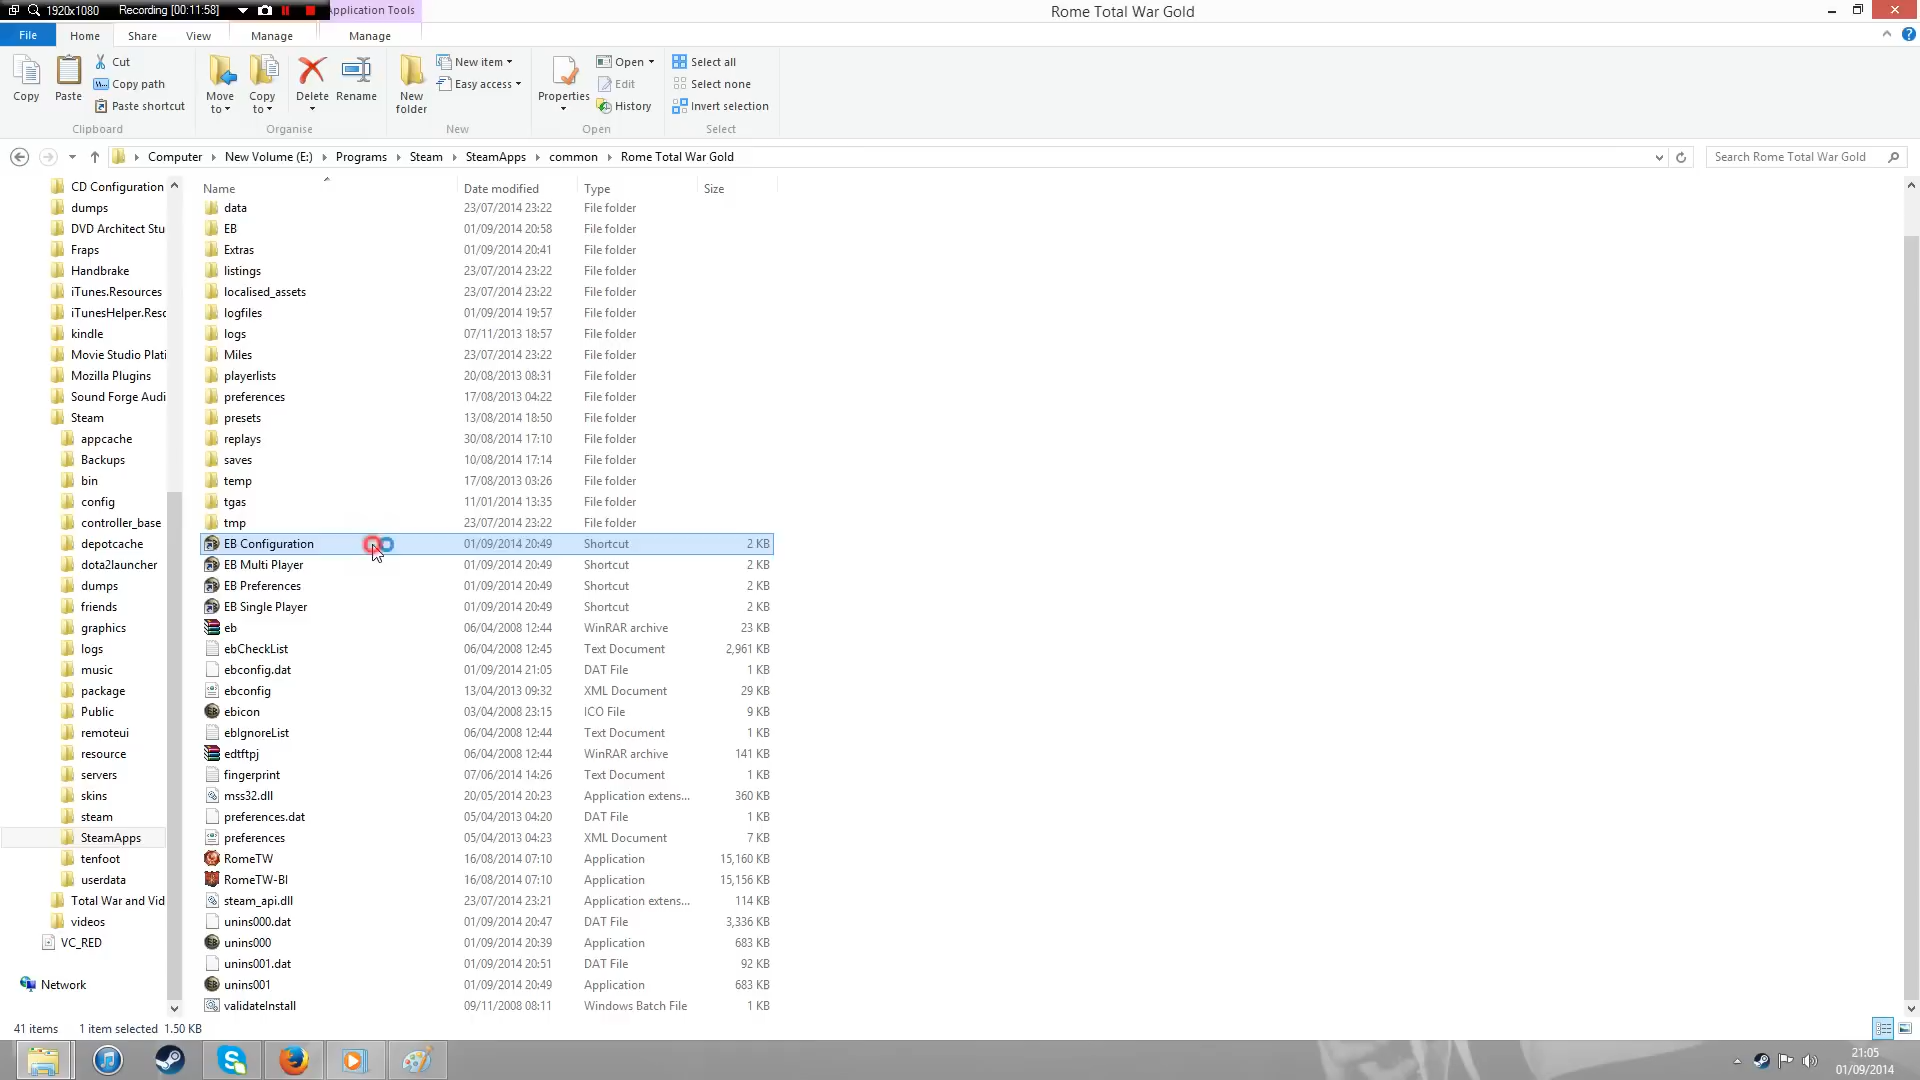 1920x1080 Recording [00:11:58] Application Tools Rome Total War Gold
File Home Share View Manage Manage
Copy Paste Cut Copy path Paste shortcut
Move to Copy to Delete Rename New folder New item Easy access
Properties Open Edit History Select all Select none Invert selection
Clipboard Organise New Open Select
Computer New Volume (E:) Programs Steam SteamApps common Rome Total War Gold Search Rome Total War Gold
Name Date modified Type Size
CD Configuration
dumps
DVD Architect Stu
Fraps
Handbrake
iTunes.Resources
iTunesHelper.Resc
kindle
Movie Studio Plati
Mozilla Plugins
Sound Forge Audi
Steam
appcache
Backups
bin
config
controller_base
depotcache
dota2launcher
dumps
friends
graphics
logs
music
package
Public
remoteui
resource
servers
skins
steam
SteamApps
tenfoot
userdata
Total War and Vid
videos
VC_RED
Network
data 23/07/2014 23:22 File folder
EB 01/09/2014 20:58 File folder
Extras 01/09/2014 20:41 File folder
listings 23/07/2014 23:22 File folder
localised_assets 23/07/2014 23:22 File folder
logfiles 01/09/2014 19:57 File folder
logs 07/11/2013 18:57 File folder
Miles 23/07/2014 23:22 File folder
playerlists 20/08/2013 08:31 File folder
preferences 17/08/2013 04:22 File folder
presets 13/08/2014 18:50 File folder
replays 30/08/2014 17:10 File folder
saves 10/08/2014 17:14 File folder
temp 17/08/2013 03:26 File folder
tgas 11/01/2014 13:35 File folder
tmp 23/07/2014 23:22 File folder
EB Configuration 01/09/2014 20:49 Shortcut 2 KB
EB Multi Player 01/09/2014 20:49 Shortcut 2 KB
EB Preferences 01/09/2014 20:49 Shortcut 2 KB
EB Single Player 01/09/2014 20:49 Shortcut 2 KB
eb 06/04/2008 12:44 WinRAR archive 23 KB
ebCheckList 06/04/2008 12:45 Text Document 2,961 KB
ebconfig.dat 01/09/2014 21:05 DAT File 1 KB
ebconfig 13/04/2013 09:32 XML Document 29 KB
ebicon 03/04/2008 23:15 ICO File 9 KB
ebIgnoreList 06/04/2008 12:44 Text Document 1 KB
edtftpj 06/04/2008 12:44 WinRAR archive 141 KB
fingerprint 07/06/2014 14:26 Text Document 1 KB
mss32.dll 20/05/2014 20:23 Application extens... 360 KB
preferences.dat 05/04/2013 04:20 DAT File 1 KB
preferences 05/04/2013 04:23 XML Document 7 KB
RomeTW 16/08/2014 07:10 Application 15,160 KB
RomeTW-BI 16/08/2014 07:10 Application 15,156 KB
steam_api.dll 23/07/2014 23:21 Application extens... 114 KB
unins000.dat 01/09/2014 20:47 DAT File 3,336 KB
unins000 01/09/2014 20:39 Application 683 KB
unins001.dat 01/09/2014 20:51 DAT File 92 KB
unins001 01/09/2014 20:49 Application 683 KB
validateInstall 09/11/2008 08:11 Windows Batch File 1 KB
41 items 1 item selected 1.50 KB
21:05
01/09/2014